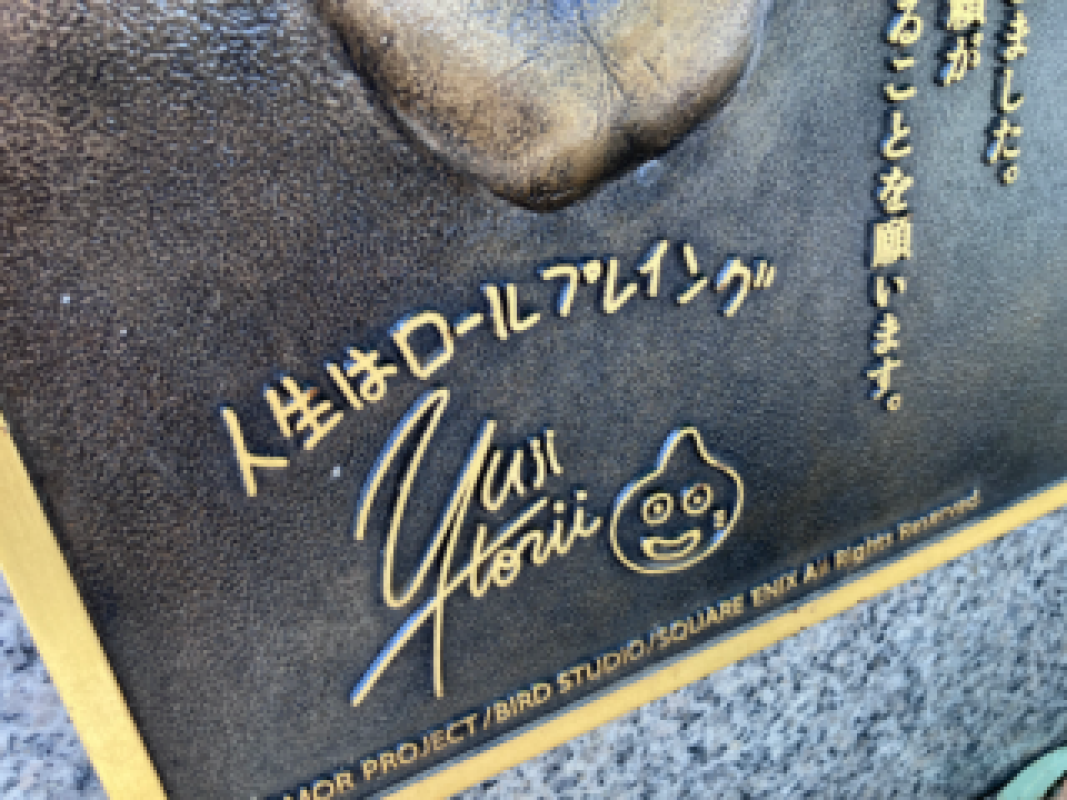 ました。
願が
ることを願います。
人生はロールプレイング
Yuji
Horii
MOR PROJECT/BIRD STUDIO/SQUARE ENIX All Rights Reserved